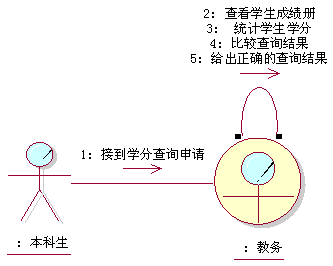 2: 查看学生成绩册
3: 统计学生学分
4: 比较查询结果
5: 给出正确的查询结果
1: 接到学分查询申请
: 本科生
: 教务